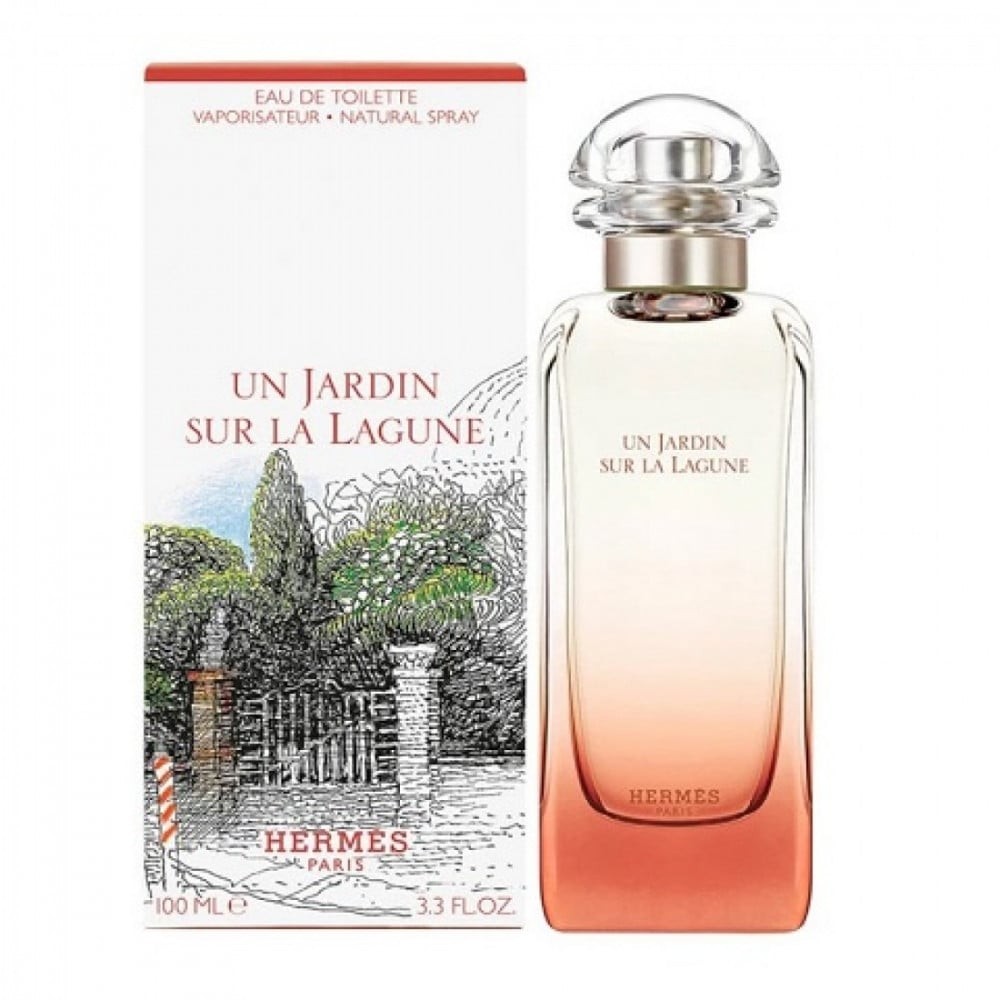 EAU DE TOILETTE
VAPORISATEUR • NATURAL SPRAY
UN JARDIN
SUR LA LAGUNE
HERMÈS
PARIS
100 ML ℮
3.3 FL.OZ.
UN JARDIN
SUR LA LAGUNE
HERMÈS
PARIS